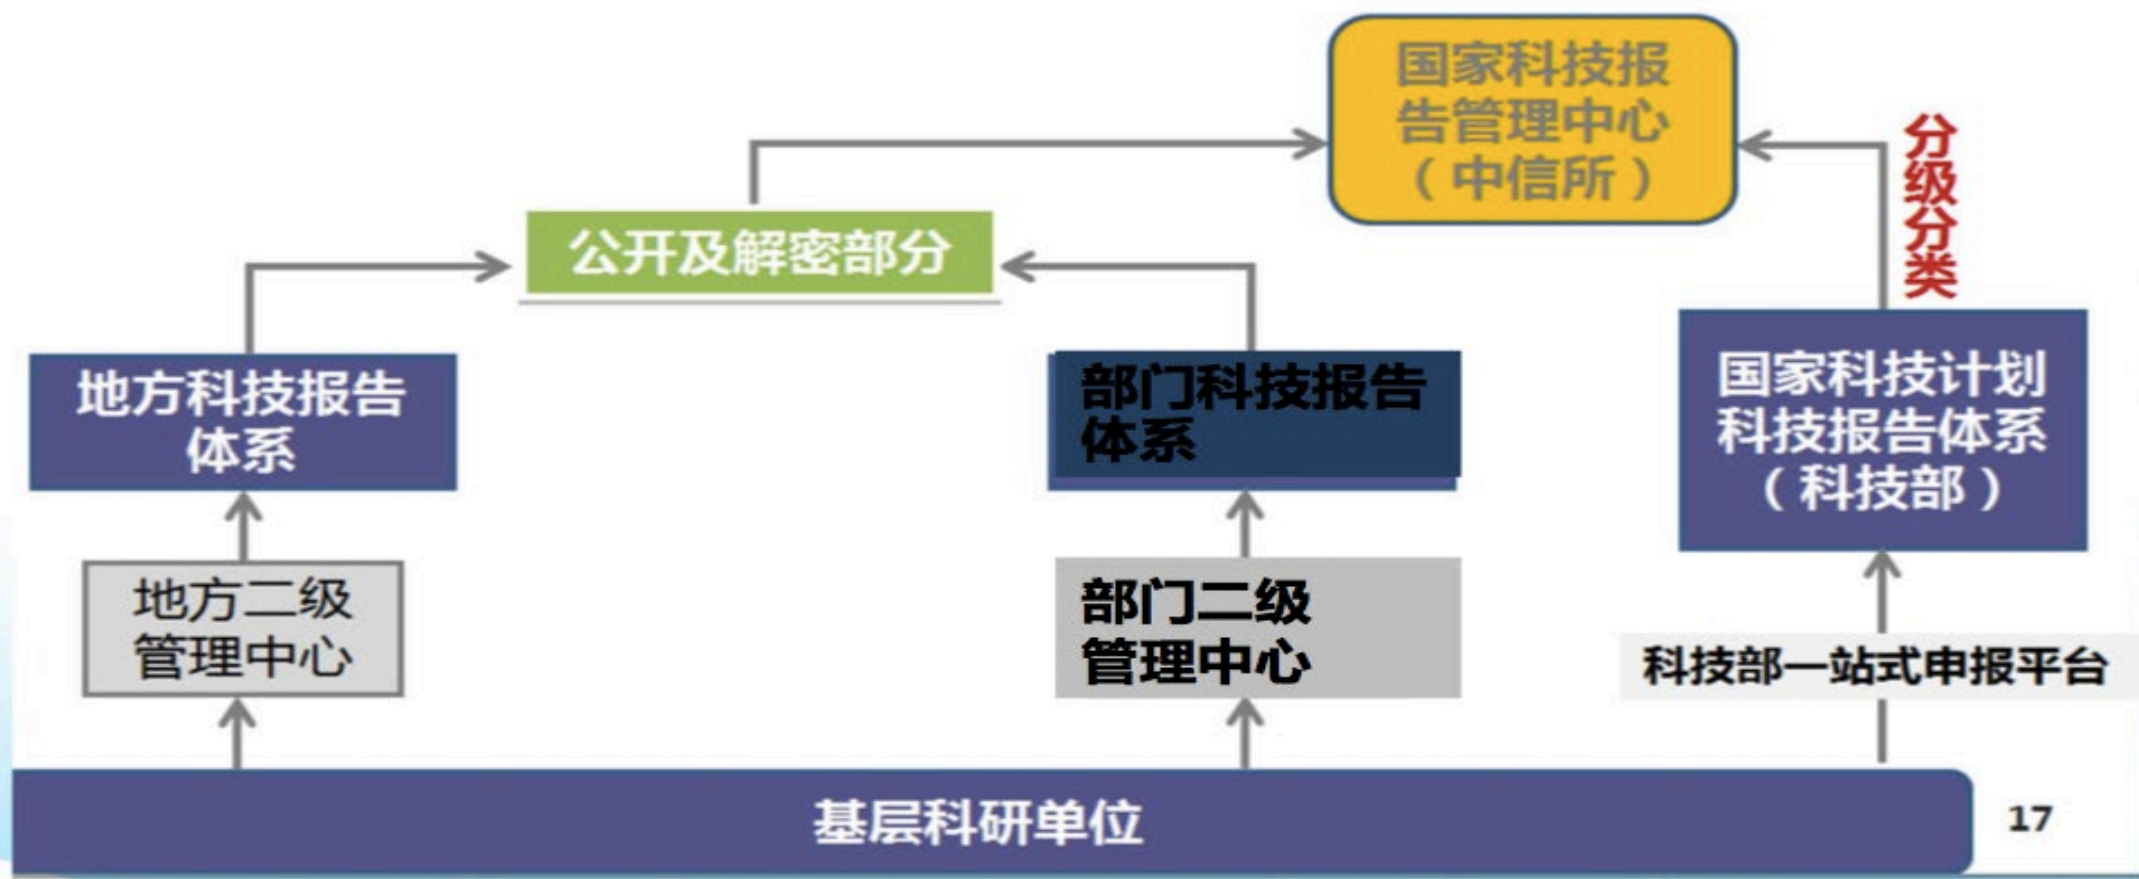 国家科技报
告管理中心
（中信所）
分级分类
公开及解密部分
地方科技报告
体系
部门科技报告
体系
国家科技计划
科技报告体系
（科技部）
地方二级
管理中心
部门二级
管理中心
科技部一站式申报平台
基层科研单位
17